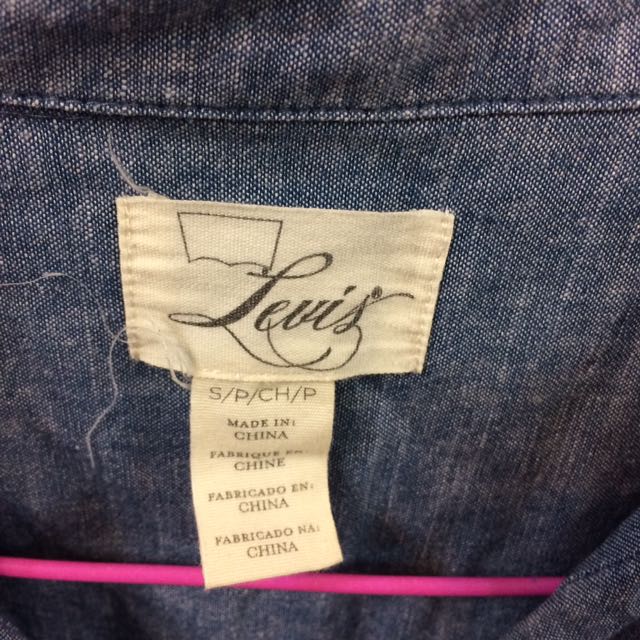 Levi's®
S/P/CH/P
MADE IN:
CHINA
FABRIQUE EN
CHINE
FABRICADO EN:
CHINA
FABRICADO NA:
CHINA